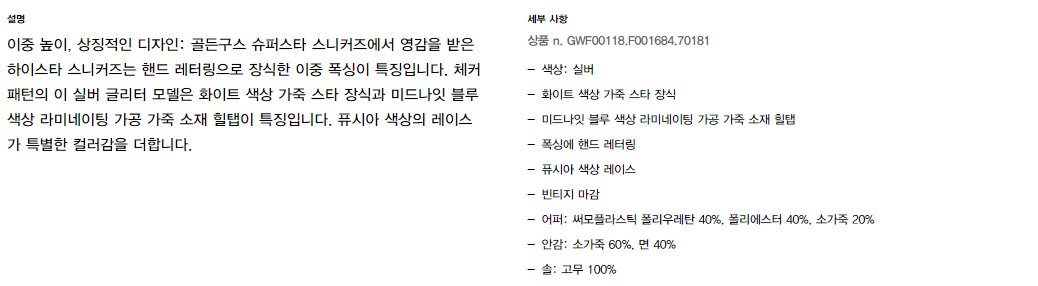 설명
이중 높이, 상징적인 디자인: 골든구스 슈퍼스타 스니커즈에서 영감을 받은
하이스타 스니커즈는 핸드 레터링으로 장식한 이중 폭싱이 특징입니다. 체커
패턴의 이 실버 글리터 모델은 화이트 색상 가죽 스타 장식과 미드나잇 블루
색상 라미네이팅 가공 가죽 소재 힐탭이 특징입니다. 퓨시아 색상의 레이스
가 특별한 컬러감을 더합니다.
세부 사항
상품 n. GWF00118.F001684.70181
– 색상: 실버
– 화이트 색상 가죽 스타 장식
– 미드나잇 블루 색상 라미네이팅 가공 가죽 소재 힐탭
– 폭싱에 핸드 레터링
– 퓨시아 색상 레이스
– 빈티지 마감
– 어퍼: 써모플라스틱 폴리우레탄 40%, 폴리에스터 40%, 소가죽 20%
– 안감: 소가죽 60%, 면 40%
– 솔: 고무 100%